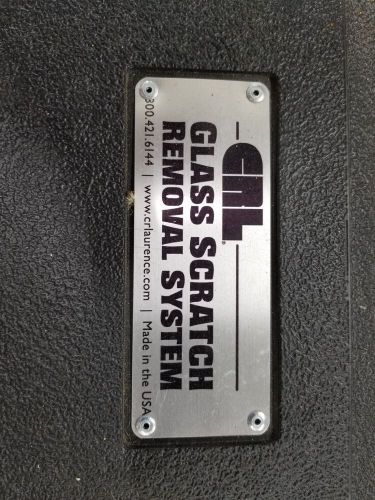 CRL®
GLASS SCRATCH
REMOVAL SYSTEM
800.421.6144 | www.crlaurence.com | Made in the USA